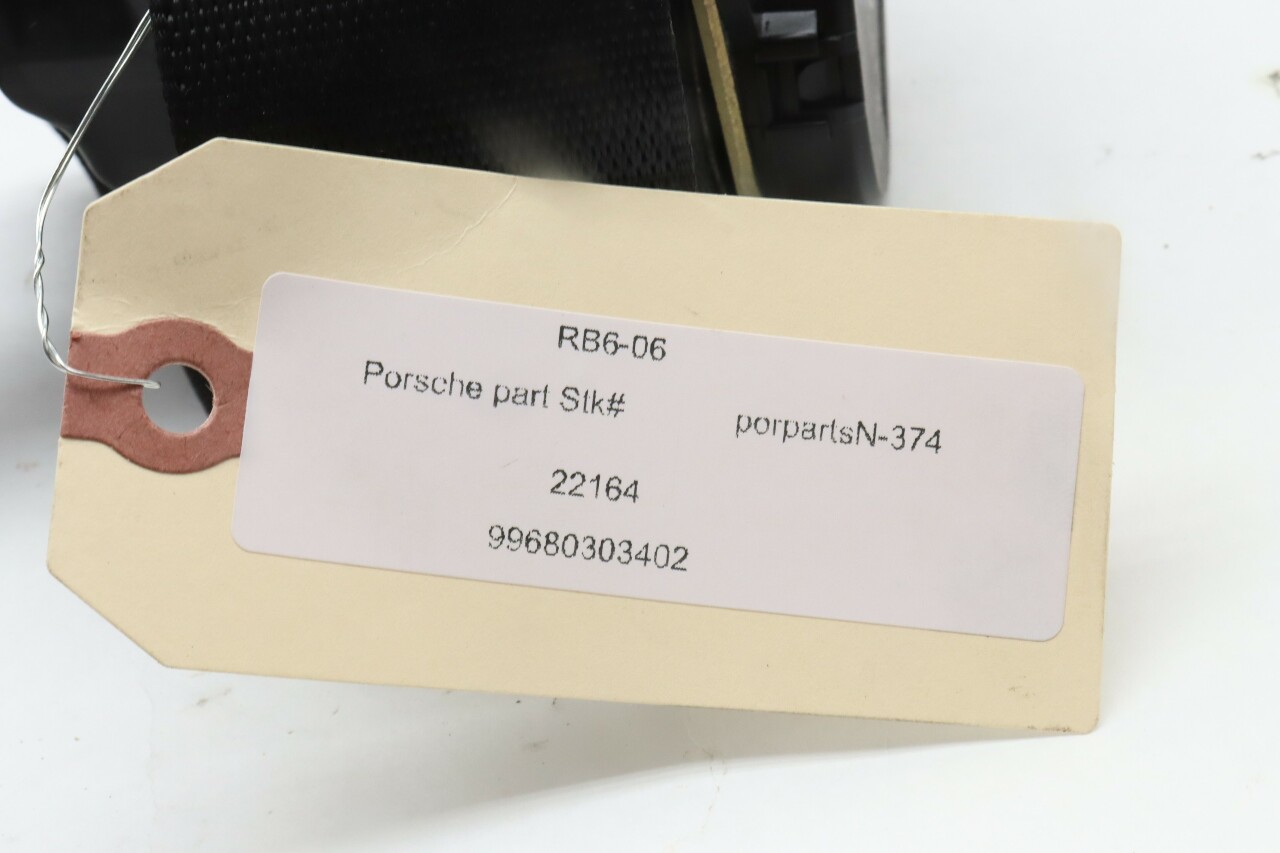 RB6-06
Porsche part Stk# porpartsN-374
22164
99680303402